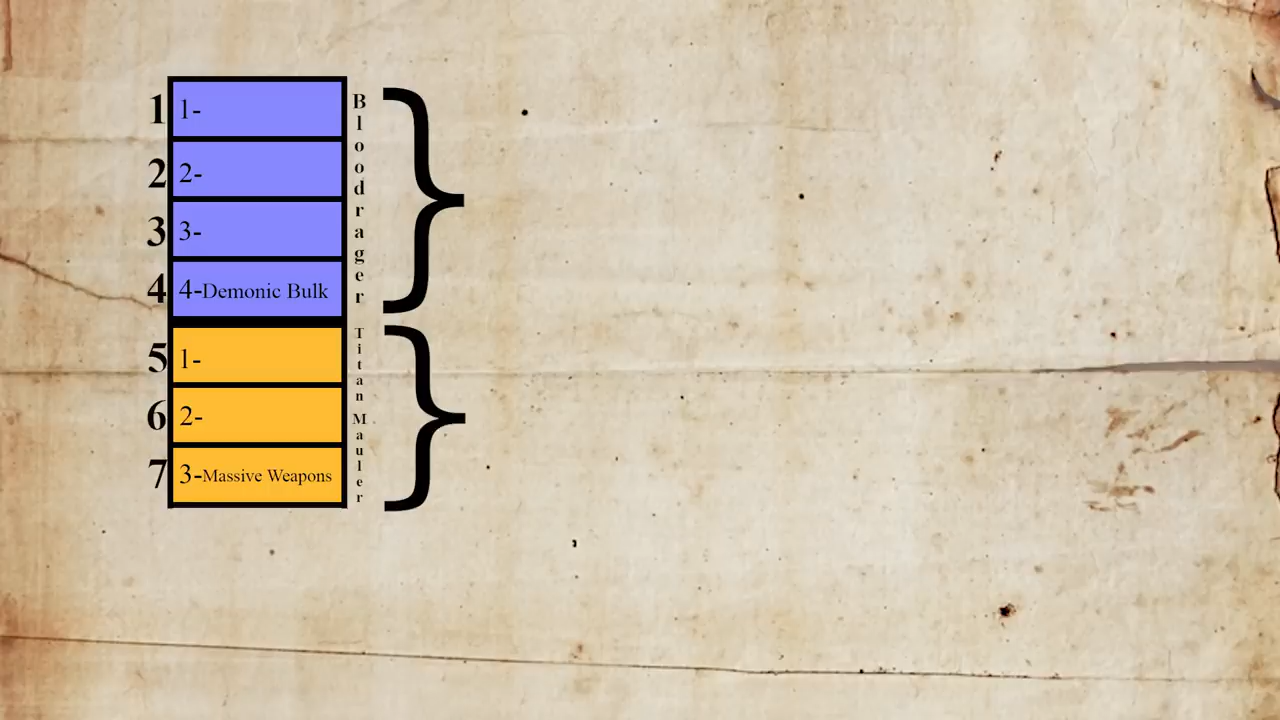 1 1-
2 2-
3 3-
4 4-Demonic Bulk
Bloodrager
5 1-
6 2-
7 3-Massive Weapons
Titan Mauler